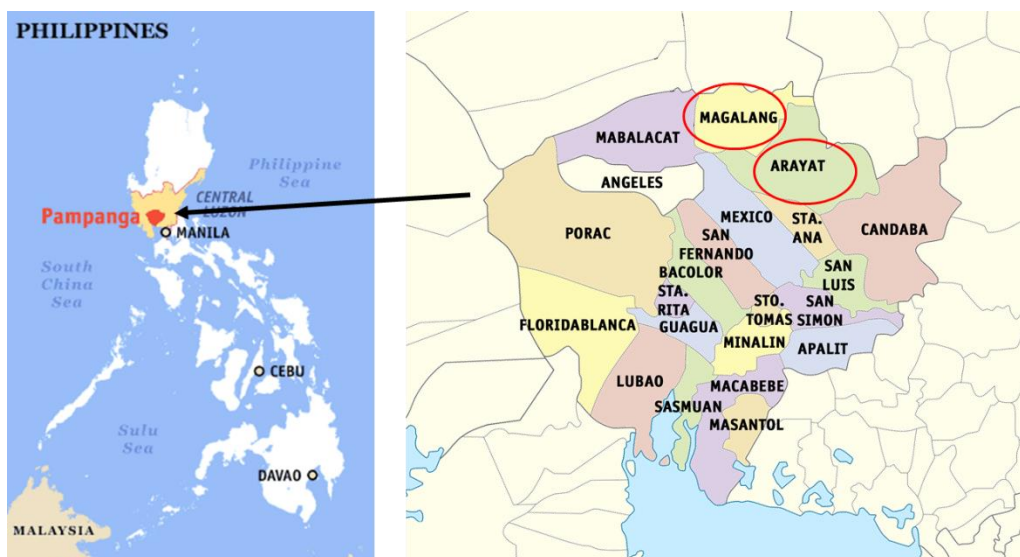 PHILIPPINES
Philippine
Sea
CENTRAL
LUZON
Pampanga
MANILA
South
China
Sea
CEBU
Sulu
Sea
DAVAO
MALAYSIA
MAGALANG
MABALACAT
ARAYAT
ANGELES
MEXICO
STA.
ANA
CANDABA
PORAC
SAN
FERNANDO
BACOLOR
SAN
LUIS
STA.
RITA
STO.
TOMAS
SAN
SIMON
FLORIDABLANCA
GUAGUA
MINALIN
APALIT
LUBAO
MACABEBE
SASMUAN
MASANTOL